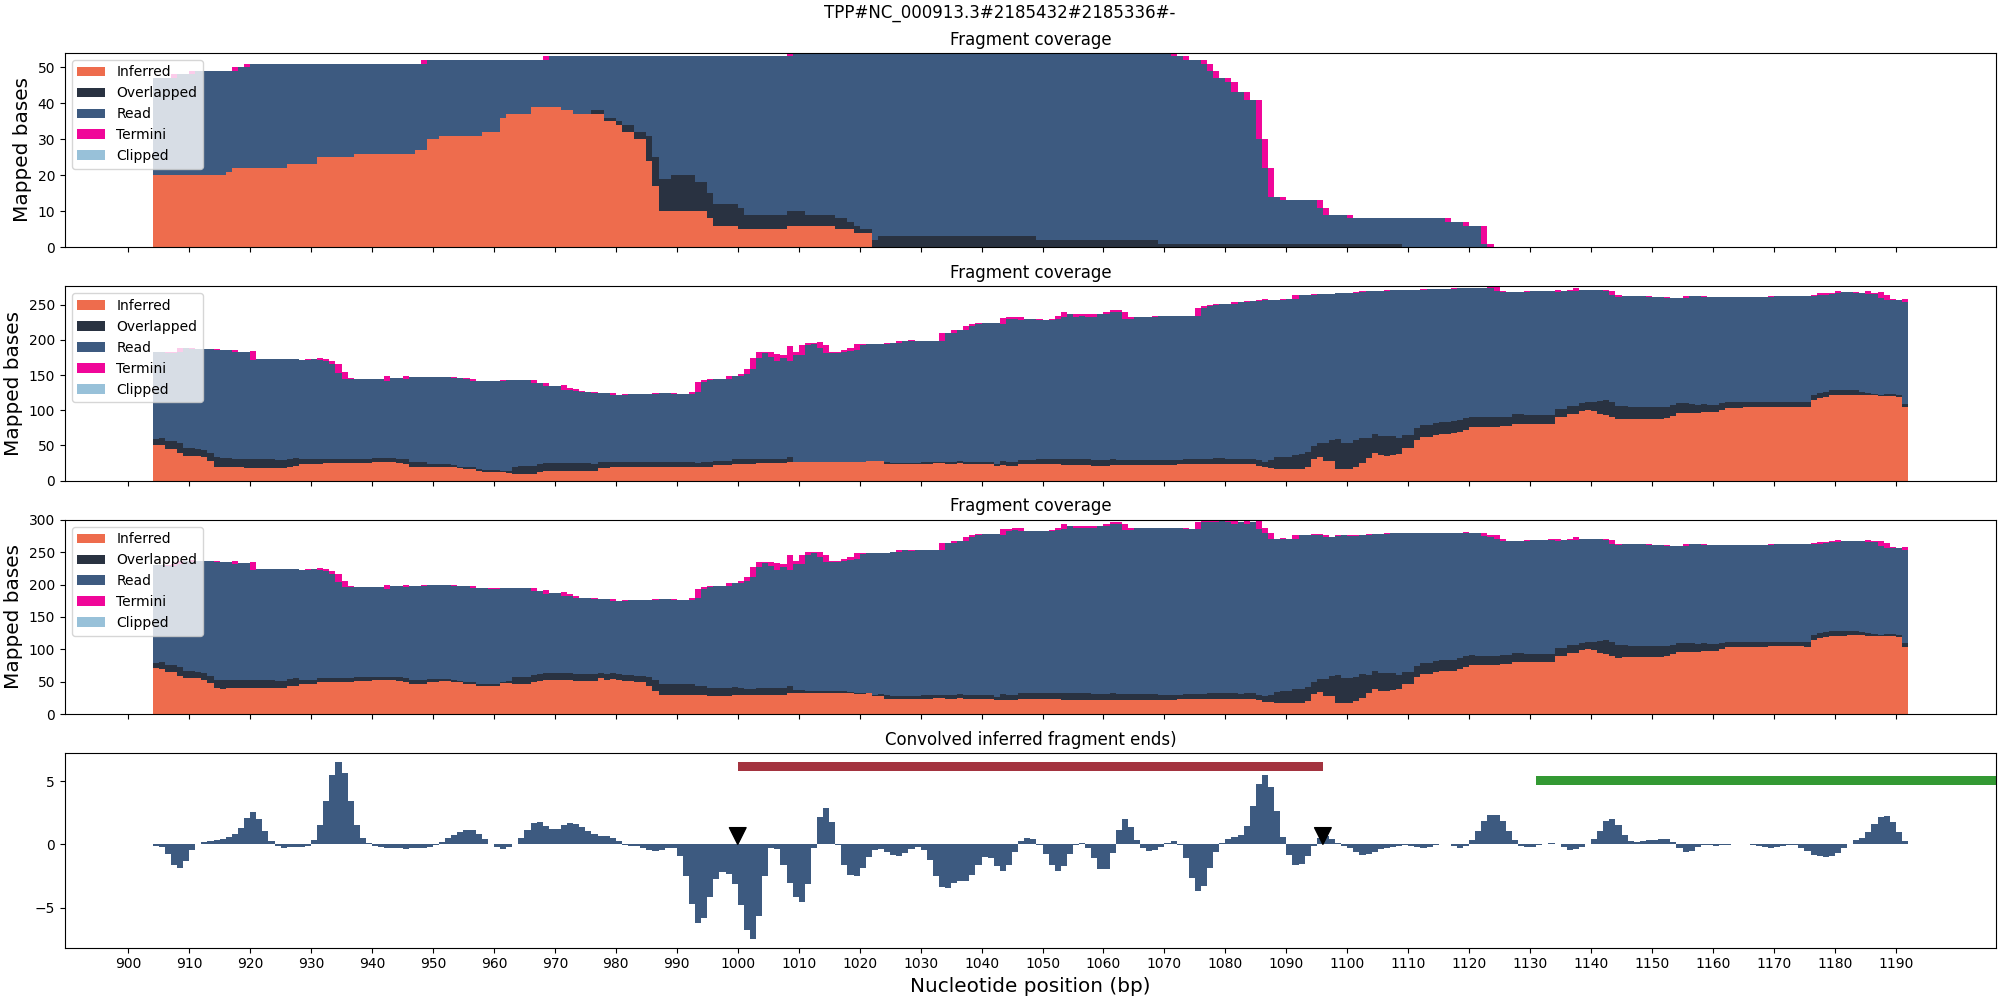 TPP#NC_000913.3#2185432#2185336#-
Fragment coverage
Mapped bases
50
40
30
20
10
0
Inferred
Overlapped
Read
Termini
Clipped
Fragment coverage
Mapped bases
250
200
150
100
50
0
Inferred
Overlapped
Read
Termini
Clipped
Fragment coverage
Mapped bases
300
250
200
150
100
50
0
Inferred
Overlapped
Read
Termini
Clipped
Convolved inferred fragment ends)
5
0
−5
900 910 920 930 940 950 960 970 980 990 1000 1010 1020 1030 1040 1050 1060 1070 1080 1090 1100 1110 1120 1130 1140 1150 1160 1170 1180 1190
Nucleotide position (bp)